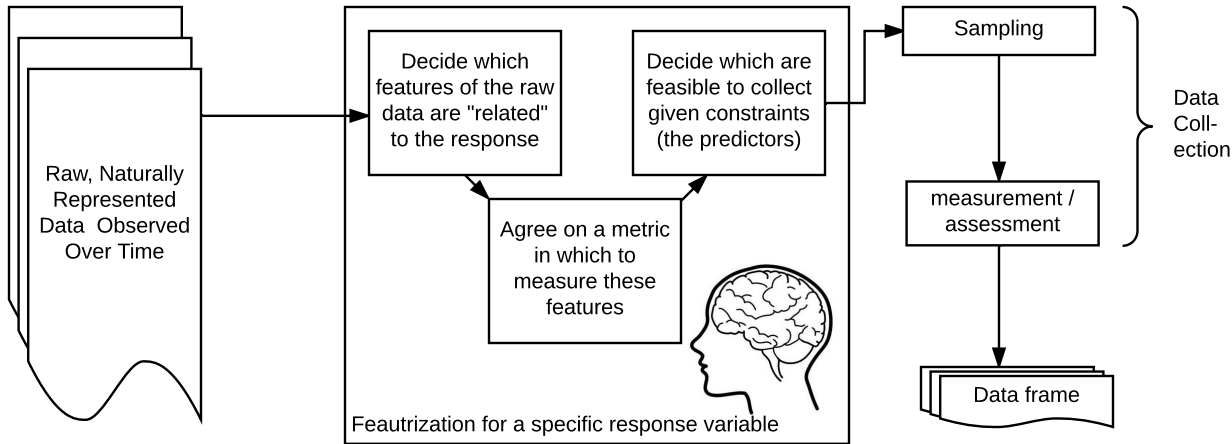 Raw, Naturally
Represented
Data Observed
Over Time
Decide which
features of the raw
data are "related"
to the response
Agree on a metric
in which to
measure these
features
Decide which are
feasible to collect
given constraints
(the predictors)
Feautrization for a specific response variable
Sampling
measurement /
assessment
Data
Coll-
ection
Data frame